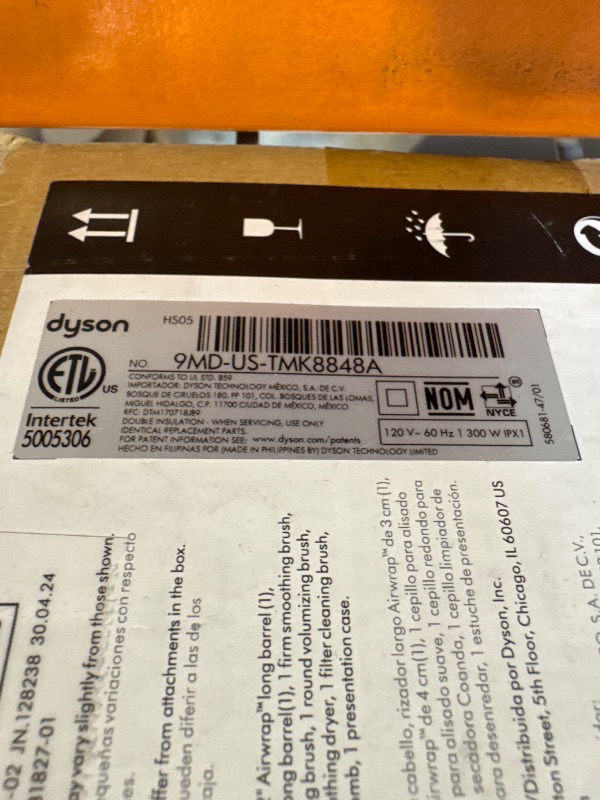 dyson
HS05
NO. 9MD-US-TMK8848A
ETL
LISTED
US
Intertek
5005306
CONFORMS TO UL STD. 859
IMPORTADOR: DYSON TECHNOLOGY MÉXICO, S.A. DE C.V.
BOSQUE DE CIRUELOS 180, PP 101, COL. BOSQUES DE LAS LOMAS,
MIGUEL HIDALGO, C.P. 11700 CIUDAD DE MÉXICO, MÉXICO
RFC: DTM170718J89
DOUBLE INSULATION - WHEN SERVICING, USE ONLY
IDENTICAL REPLACEMENT PARTS.
FOR PATENT INFORMATION SEE: www.dyson.com/patents
HECHO EN FILIPINAS POR (MADE IN PHILIPPINES BY) DYSON TECHNOLOGY LIMITED
NOM
NYCE
120 V~ 60 Hz 1 300 W IPX1
580681-47/01
-02 JN.128238 30.04.24
31827-01
ay vary slightly from those shown.
queñas variaciones con respecto
es.
ffer from attachments in the box.
ueden diferir a las de los
aja.
Airwrap™ long barrel (1),
ong barrel(1), 1 firm smoothing brush,
g brush, 1 round volumizing brush,
thing dryer, 1 filter cleaning brush,
omb, 1 presentation case.
cabello, rizador largo Airwrap™ de 3 cm (1),
irwrap™ de 4 cm(1), 1 cepillo para alisado
para alisado suave, 1 cepillo redondo para
secadora Coanda, 1 cepillo limpiador de
ara desenredar, 1 estuche de presentación.
/Distribuida por Dyson, Inc.
ton Street, 5th Floor, Chicago, IL 60607 US
S.A. DE C.V.,